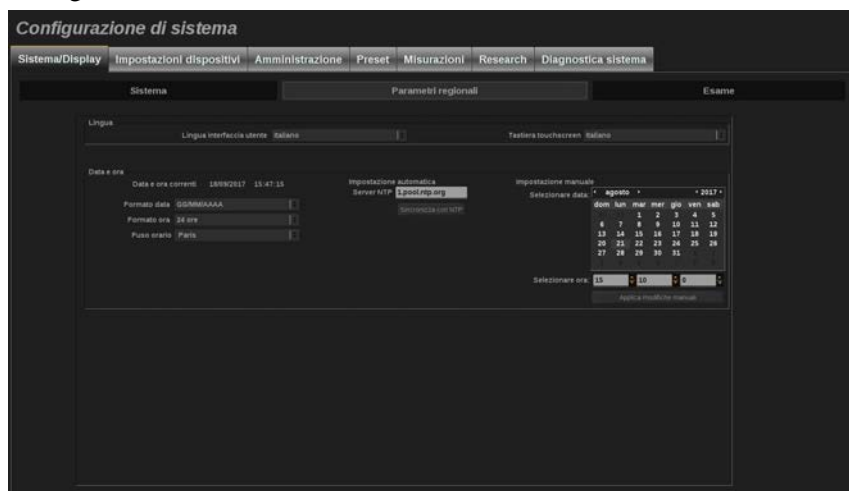 Configurazione di sistema
Sistema/Display Impostazioni dispositivi Amministrazione Preset Misurazioni Research Diagnostica sistema
Sistema Parametri regionali Esame
Lingua
Lingua interfaccia utente Italiano Tastiera touchscreen Italiano
Data e ora
Data e ora correnti 18/09/2017 15:47:15
Impostazione automatica
Server NTP 1.pool.ntp.org
Sincronizza con NTP
Formato data GG/MM/AAAA
Formato ora 24 ore
Fuso orario Paris
Impostazione manuale
Selezionare data
agosto 2017
dom lun mar mer gio ven sab
1 2 3 4 5
6 7 8 9 10 11 12
13 14 15 16 17 18 19
20 21 22 23 24 25 26
27 28 29 30 31
Selezionare ora 15 10 0
Applica modifiche manuali